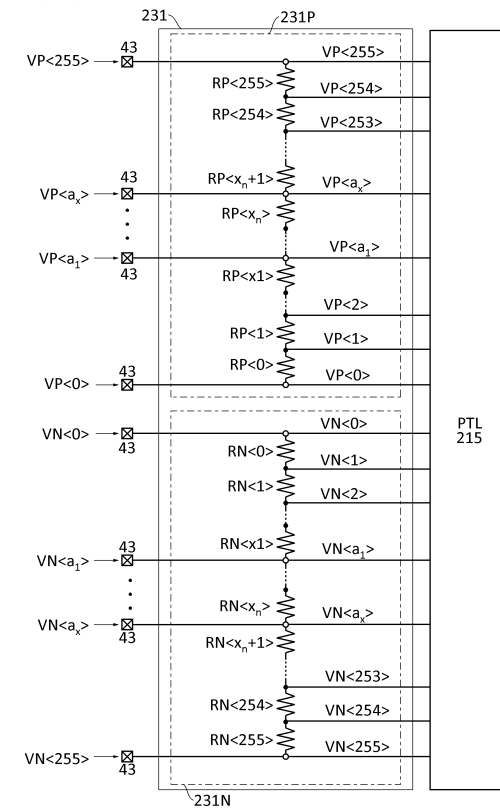 231
231P
43
VP<255>
VP<255>
RP<255>
VP<254>
RP<254>
VP<253>
43
RP<xn+1>
VP<ax>
VP<ax>
RP<xn>
VP<a1>
VP<a1>
43
RP<x1>
VP<2>
RP<1>
VP<1>
43
RP<0>
VP<0>
VP<0>
PTL
215
VN<0>
VN<0>
43
RN<0>
VN<1>
RN<1>
VN<2>
43
RN<x1>
VN<a1>
VN<a1>
RN<xn>
VN<ax>
VN<ax>
43
RN<xn+1>
VN<253>
RN<254>
VN<254>
RN<255>
VN<255>
VN<255>
43
231N